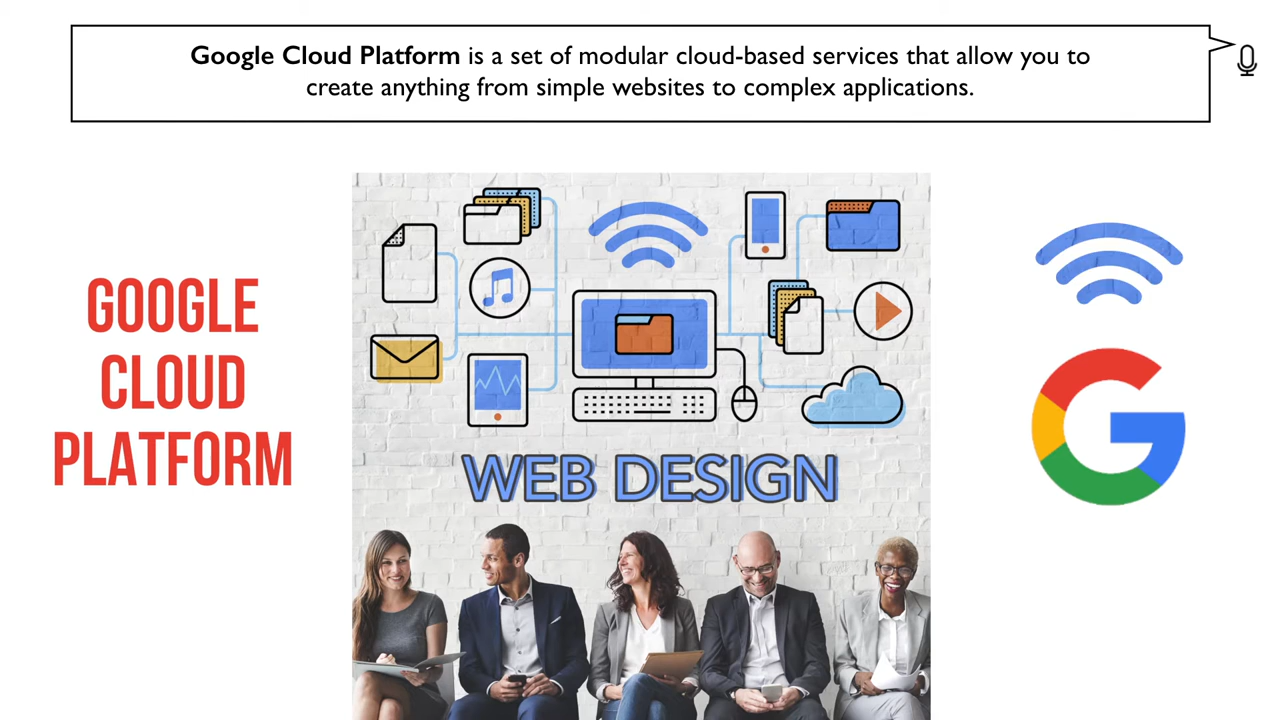 Google Cloud Platform is a set of modular cloud-based services that allow you to
create anything from simple websites to complex applications.
GOOGLE
CLOUD
PLATFORM
WEB DESIGN